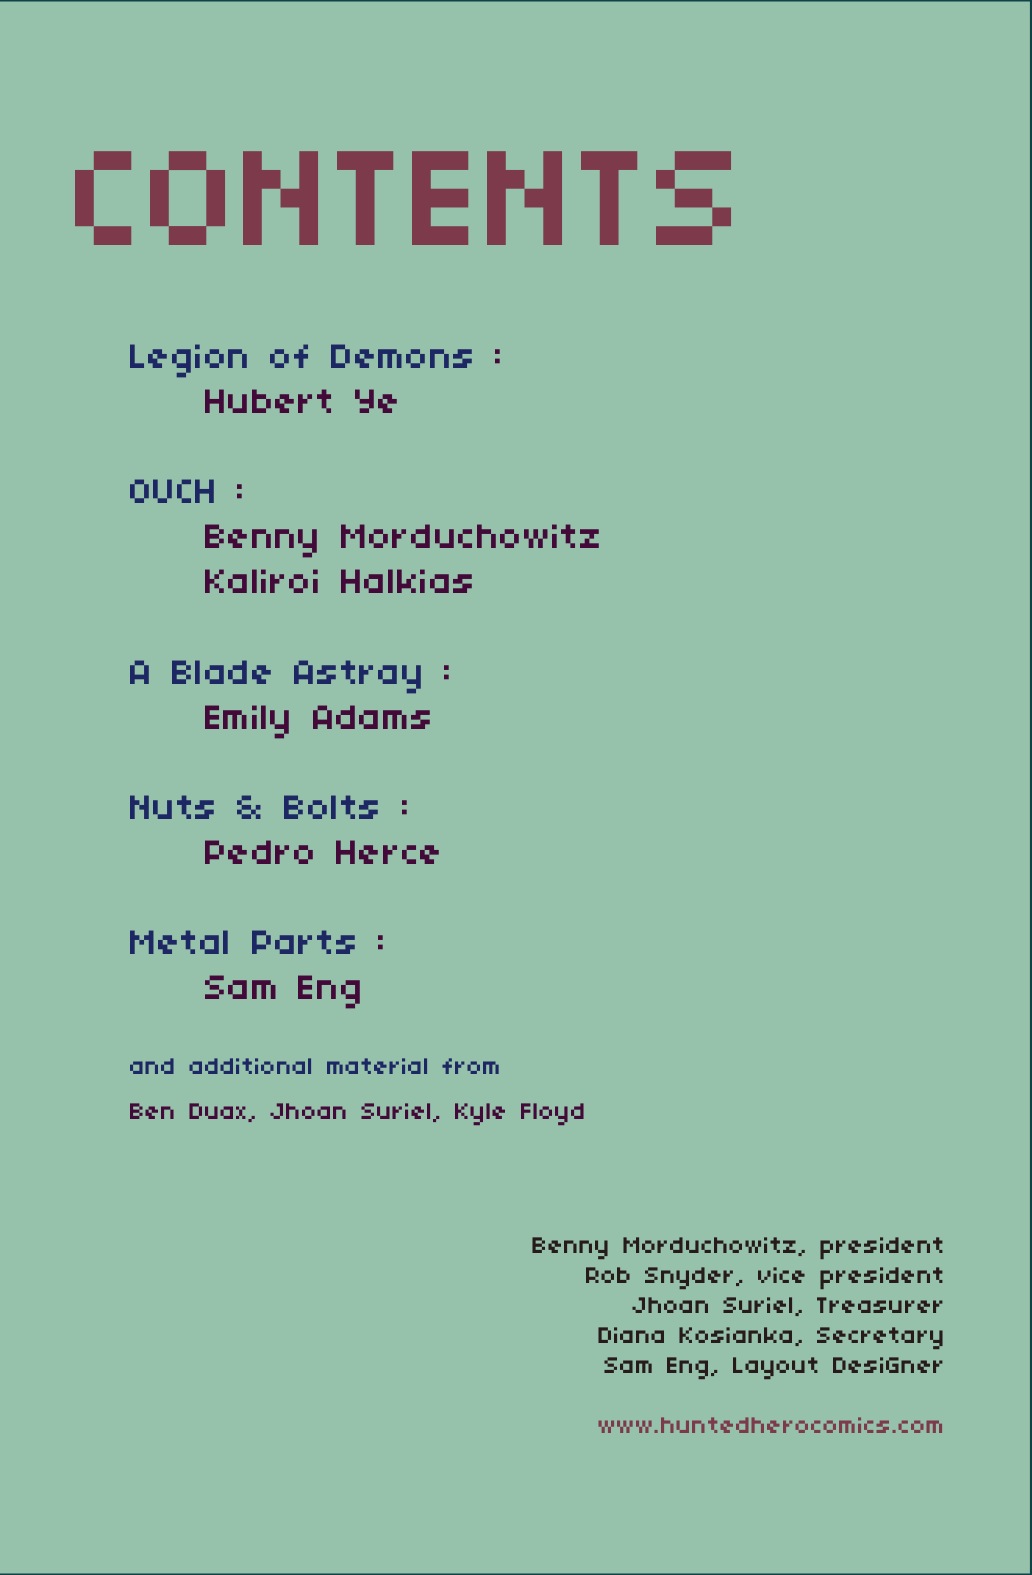 CONTENTS
Legion of Demons :
Hubert Ye
OUCH :
Benny Morduchowitz
Kaliroi Halkias
A Blade Astray :
Emily Adams
Nuts & Bolts :
Pedro Herce
Metal Parts :
Sam Eng
and additional material from
Ben Duax, Jhoan Suriel, Kyle Floyd
Benny Morduchowitz, president
Rob Snyder, vice president
Jhoan Suriel, Treasurer
Diana Kosianka, Secretary
Sam Eng, Layout DesiGner
www.huntedherocomics.com